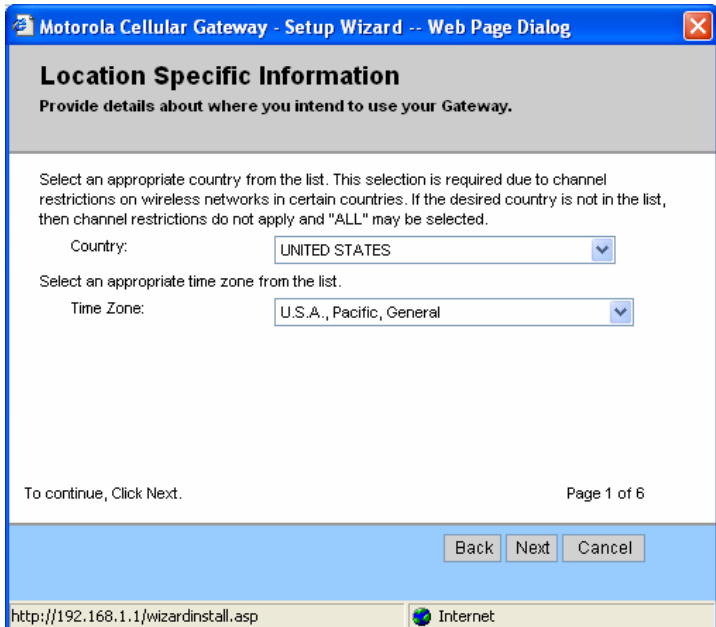 Motorola Cellular Gateway - Setup Wizard -- Web Page Dialog
Location Specific Information
Provide details about where you intend to use your Gateway.
Select an appropriate country from the list. This selection is required due to channel
restrictions on wireless networks in certain countries. If the desired country is not in the list,
then channel restrictions do not apply and "ALL" may be selected.
Country: UNITED STATES
Select an appropriate time zone from the list.
Time Zone: U.S.A., Pacific, General
To continue, Click Next. Page 1 of 6
Back Next Cancel
http://192.168.1.1/wizardinstall.asp Internet